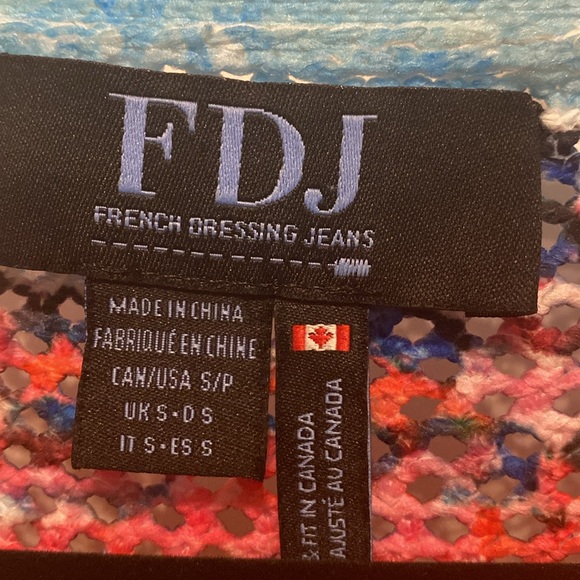 FDJ
FRENCH DRESSING JEANS
MADE IN CHINA
FABRIQUÉ EN CHINE
CAN/USA S/P
UK S • D S
IT S • ES S
& FIT IN CANADA
AJUSTÉ AU CANADA